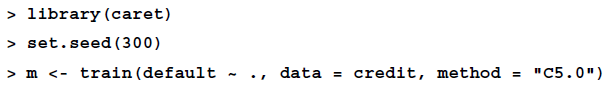 > library(caret)
> set.seed(300)
> m <- train(default ~ ., data = credit, method = "C5.0")